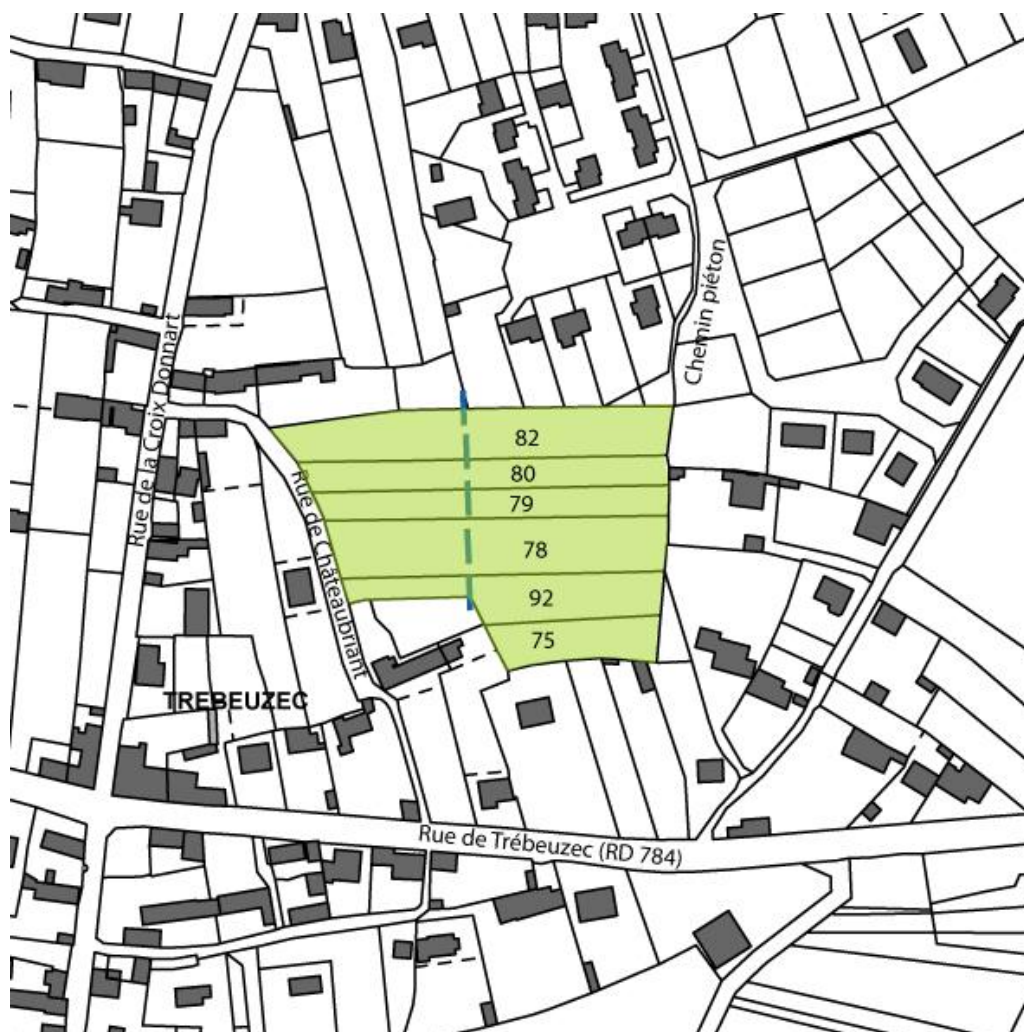 Chemin piéton
Rue de la Croix Donnart
82
80
79
Rue de Châteaubriant
78
92
75
TREBEUZEC
Rue de Trébeuzec (RD 784)